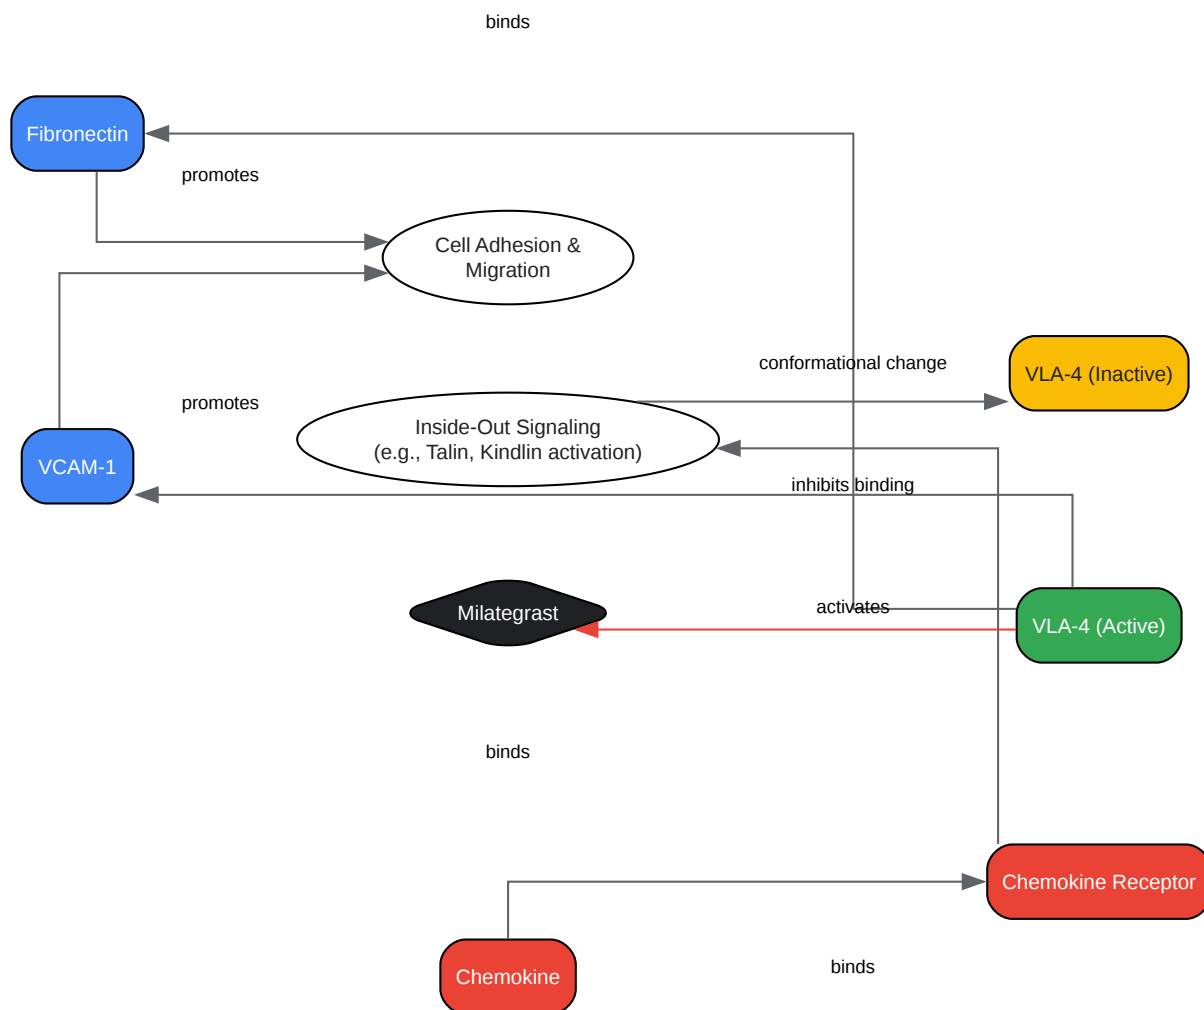 binds
Fibronectin
promotes
Cell Adhesion &
Migration
conformational change
VLA-4 (Inactive)
promotes
Inside-Out Signaling
(e.g., Talin, Kindlin activation)
VCAM-1
inhibits binding
Milategrast
activates
VLA-4 (Active)
binds
Chemokine Receptor
binds
Chemokine